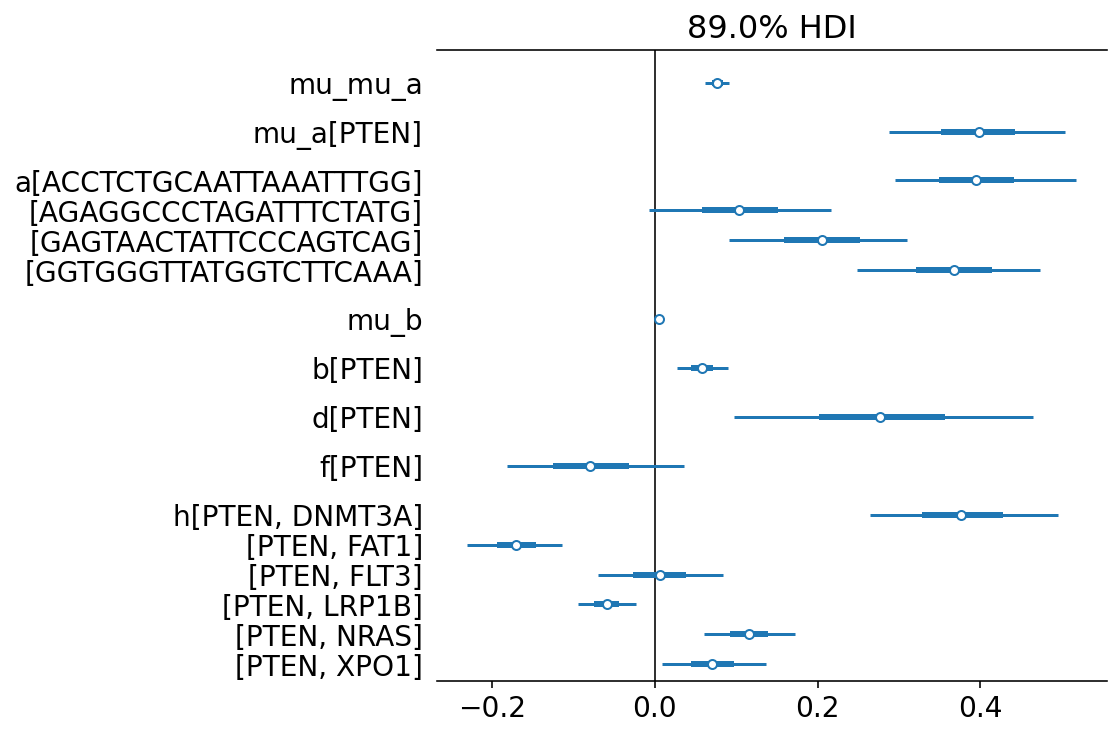 89.0% HDI
mu_mu_a
mu_a[PTEN]
a[ACCTCTGCAATTAAATTTGG]
[AGAGGCCCTAGATTTCTATG]
[GAGTAACTATTCCCAGTCAG]
[GGTGGGTTATGGTCTTCAAA]
mu_b
b[PTEN]
d[PTEN]
f[PTEN]
h[PTEN, DNMT3A]
[PTEN, FAT1]
[PTEN, FLT3]
[PTEN, LRP1B]
[PTEN, NRAS]
[PTEN, XPO1]
−0.2 0.0 0.2 0.4